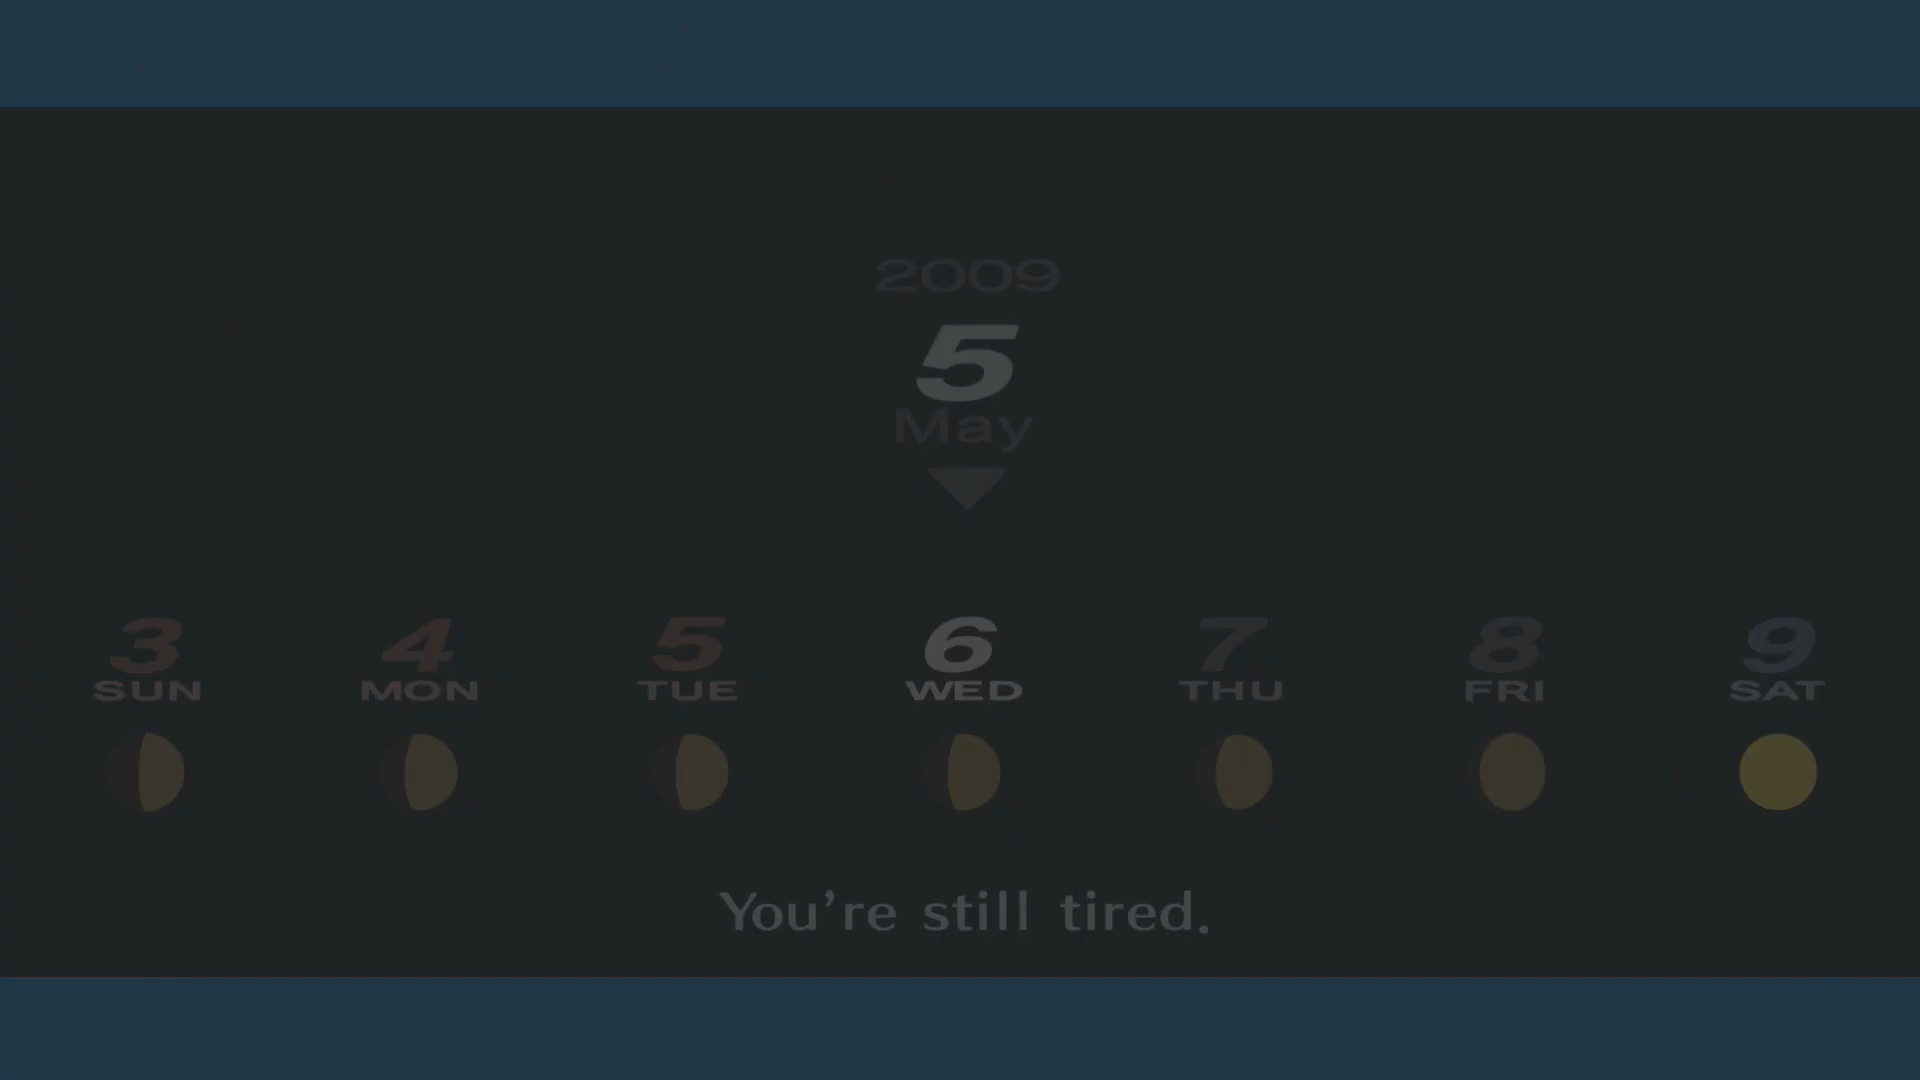 2009
5
May
3 4 5 6 7 8 9
SUN MON TUE WED THU FRI SAT
You're still tired.